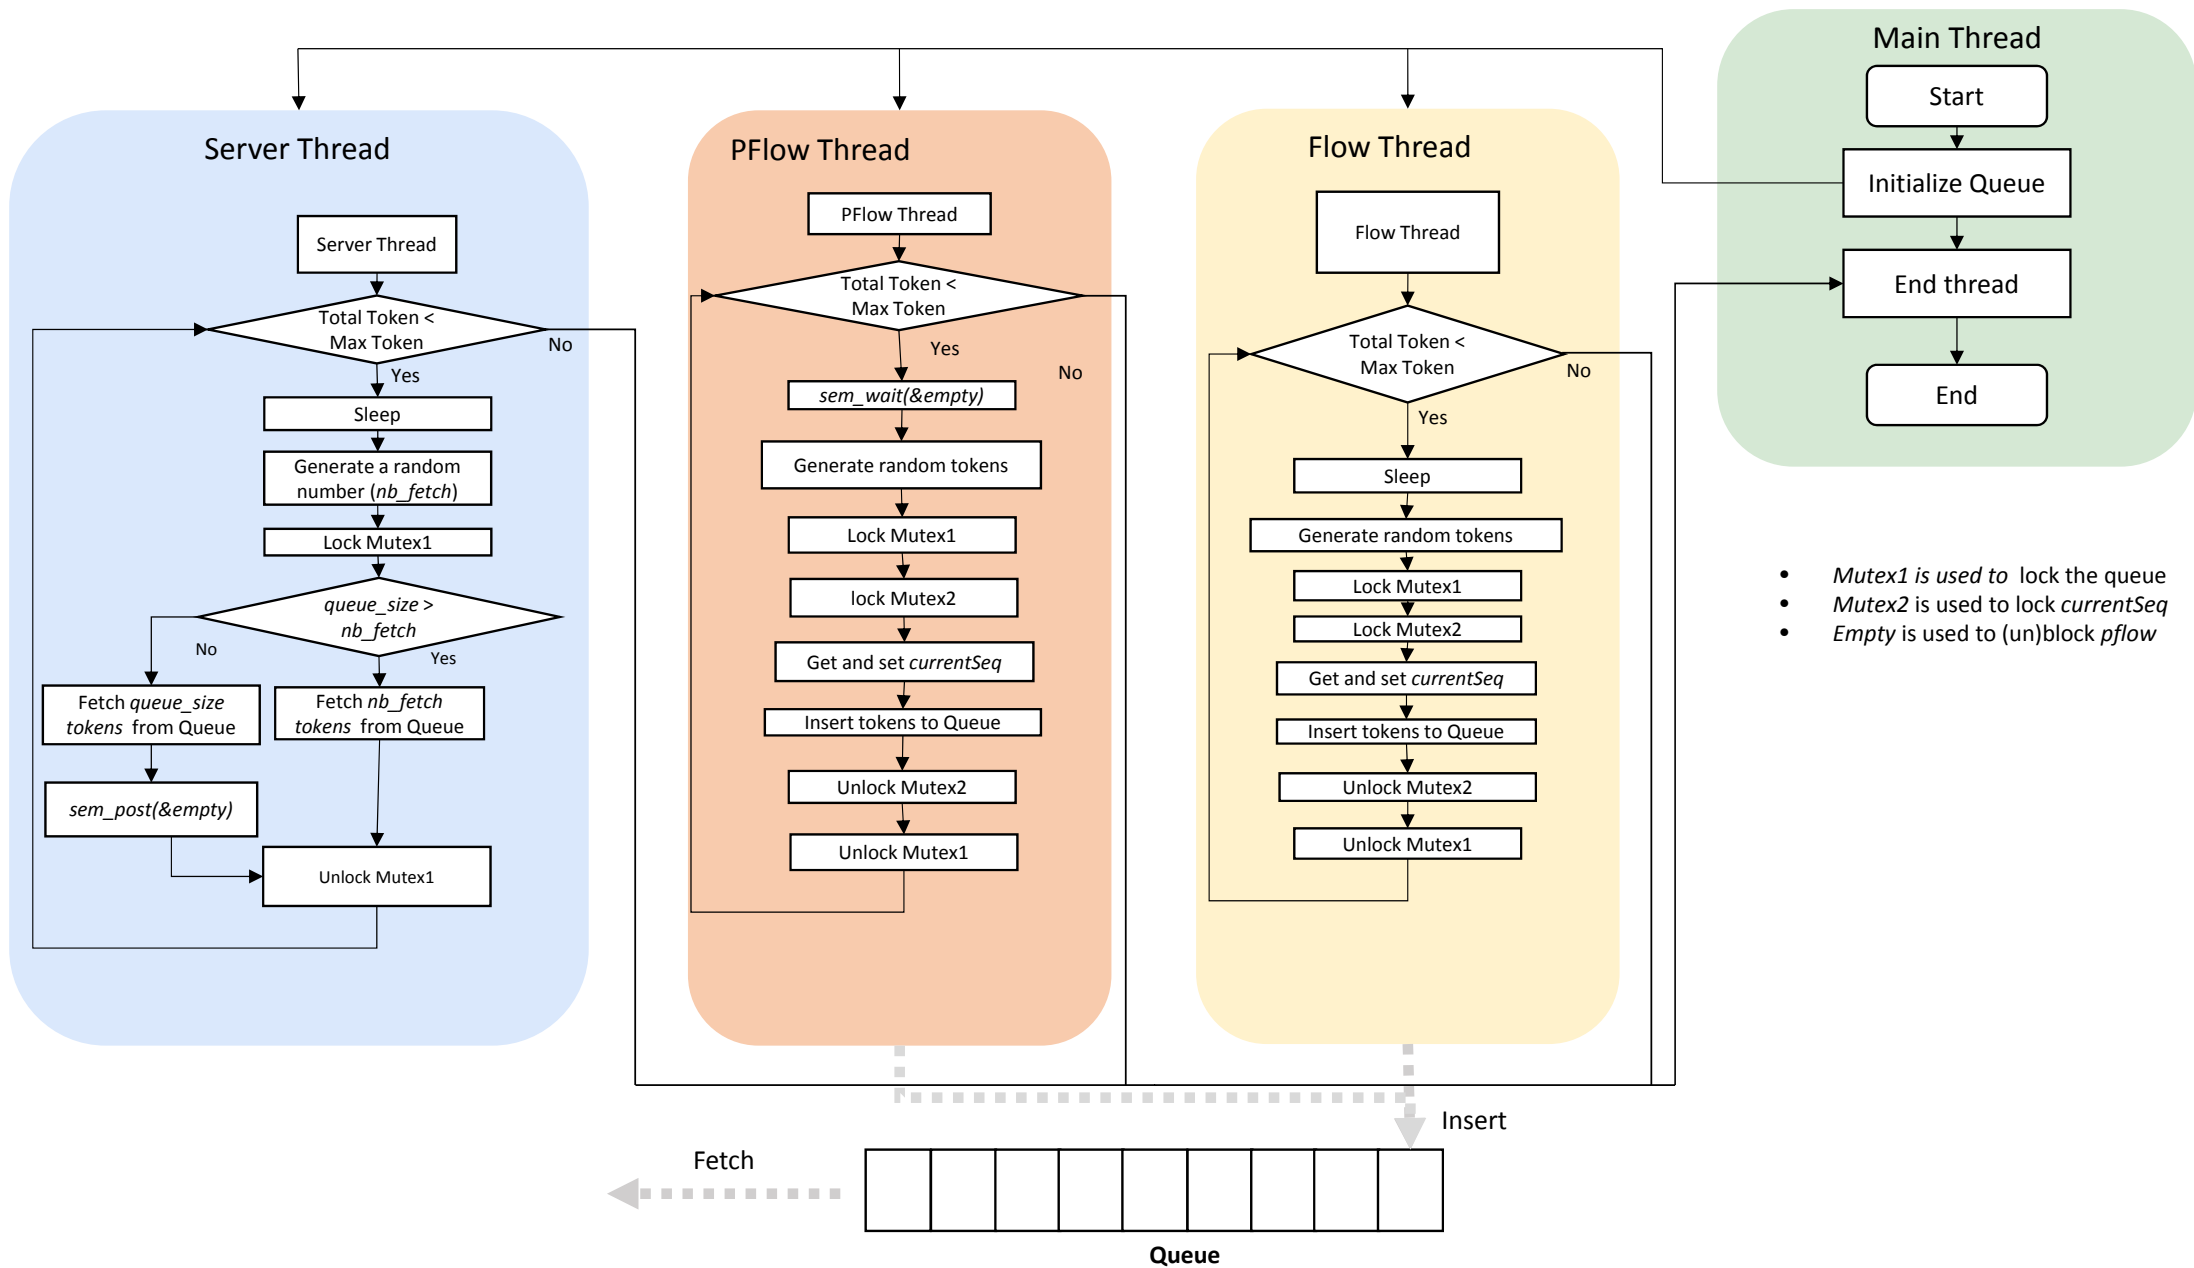 Main Thread
Start
Initialize Queue
End thread
End
Server Thread
Server Thread
Total Token <
Max Token
No
Yes
Sleep
Generate a random
number (nb_fetch)
Lock Mutex1
queue_size >
nb_fetch
No
Yes
Fetch queue_size
tokens from Queue
Fetch nb_fetch
tokens from Queue
sem_post(&empty)
Unlock Mutex1
PFlow Thread
PFlow Thread
Total Token <
Max Token
Yes
No
sem_wait(&empty)
Generate random tokens
Lock Mutex1
lock Mutex2
Get and set currentSeq
Insert tokens to Queue
Unlock Mutex2
Unlock Mutex1
Flow Thread
Flow Thread
Total Token <
Max Token
No
Yes
Sleep
Generate random tokens
Lock Mutex1
Lock Mutex2
Get and set currentSeq
Insert tokens to Queue
Unlock Mutex2
Unlock Mutex1
• Mutex1 is used to lock the queue
• Mutex2 is used to lock currentSeq
• Empty is used to (un)block pflow
Insert
Fetch
Queue